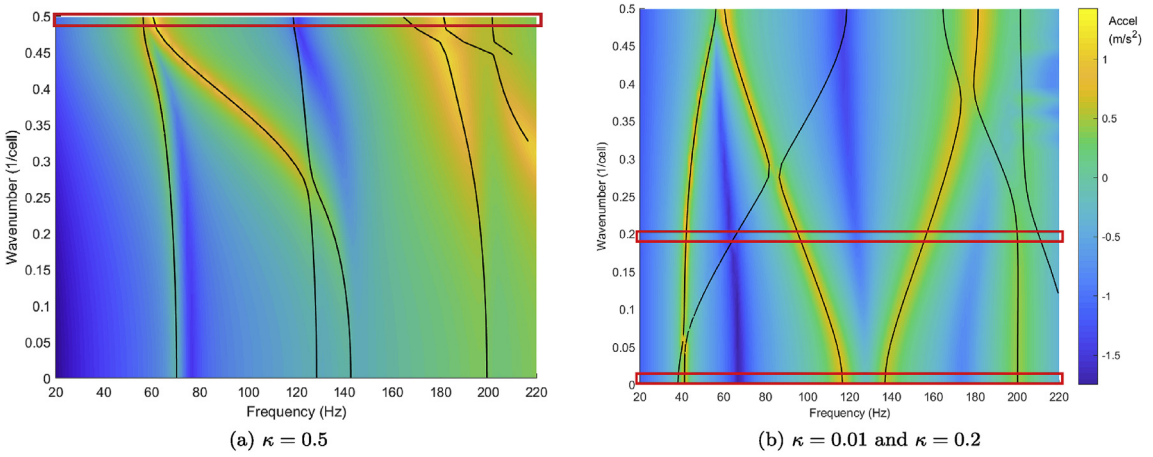 0.5
0.45
0.4
0.35
0.3
0.25
0.2
0.15
0.1
0.05
0
Wavenumber (1/cell)
20 40 60 80 100 120 140 160 180 200 220
Frequency (Hz)
(a) κ = 0.5
0.5
0.45
0.4
0.35
0.3
0.25
0.2
0.15
0.1
0.05
0
Wavenumber (1/cell)
20 40 60 80 100 120 140 160 180 200 220
Frequency (Hz)
(b) κ = 0.01 and κ = 0.2
Accel
(m/s²)
1
0.5
0
-0.5
-1
-1.5